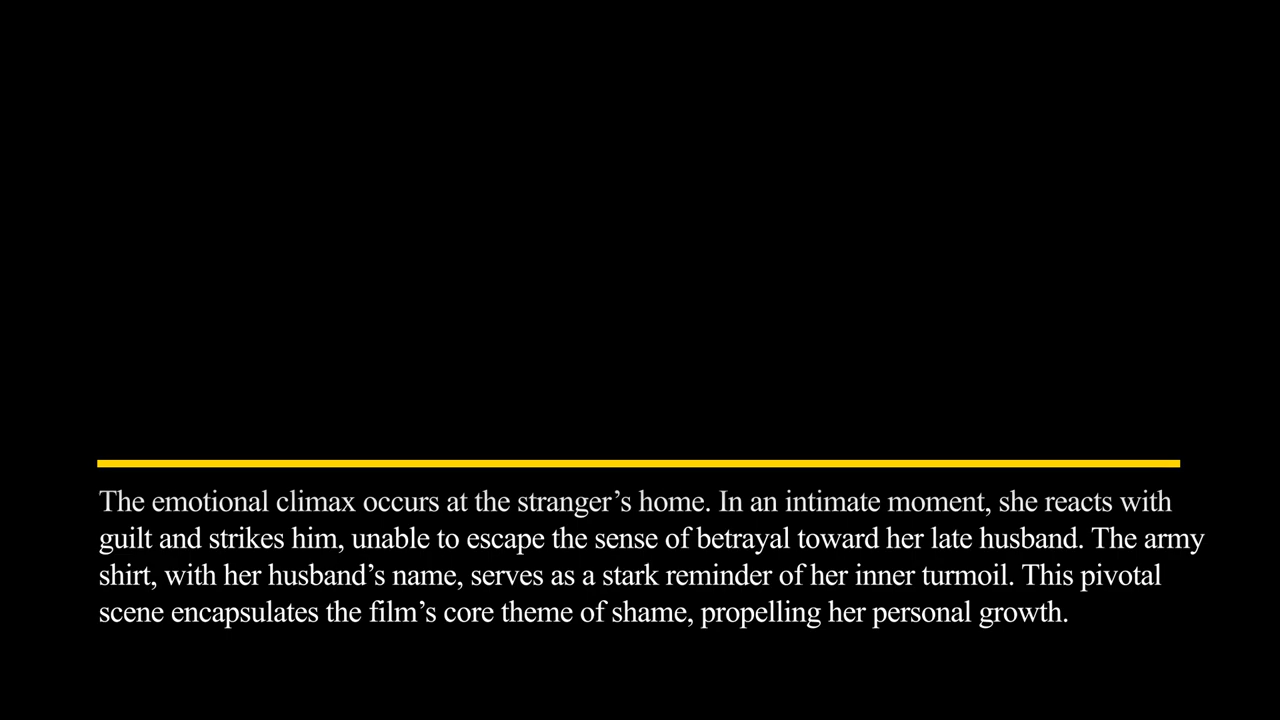 The emotional climax occurs at the stranger’s home. In an intimate moment, she reacts with
guilt and strikes him, unable to escape the sense of betrayal toward her late husband. The army
shirt, with her husband’s name, serves as a stark reminder of her inner turmoil. This pivotal
scene encapsulates the film’s core theme of shame, propelling her personal growth.